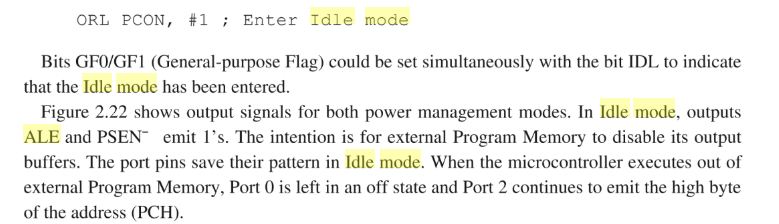 ORL PCON, #1 ; Enter Idle mode
Bits GF0/GF1 (General-purpose Flag) could be set simultaneously with the bit IDL to indicate
that the Idle mode has been entered.
Figure 2.22 shows output signals for both power management modes. In Idle mode, outputs
ALE and PSEN⁻ emit 1's. The intention is for external Program Memory to disable its output
buffers. The port pins save their pattern in Idle mode. When the microcontroller executes out of
external Program Memory, Port 0 is left in an off state and Port 2 continues to emit the high byte
of the address (PCH).